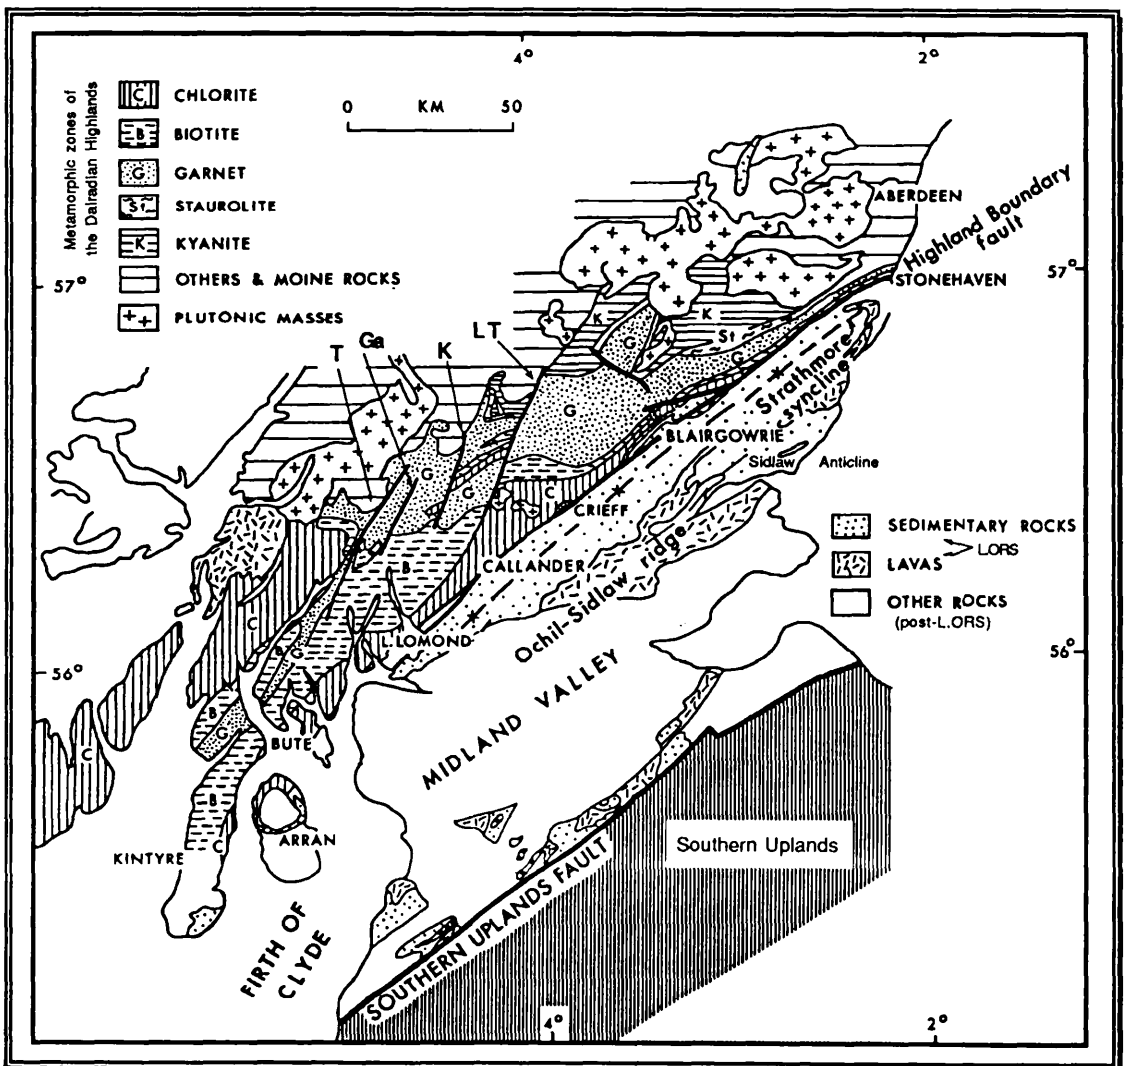 4°
2°
Metamorphic zones of
the Dalradian Highlands
C CHLORITE
B BIOTITE
G GARNET
St STAUROLITE
K KYANITE
OTHERS & MOINE ROCKS
PLUTONIC MASSES
0 KM 50
ABERDEEN
Highland Boundary
fault
STONEHAVEN
57°
57°
K
K
St
G
G
LT
T
Ga
K
Strathmore
syncline
G
BLAIRGOWRIE
Sidlaw Anticline
G
G
C
CRIEFF
SEDIMENTARY ROCKS
LORS
LAVAS
OTHER ROCKS
(post-L.ORS)
CALLANDER
B
Ochil-Sidlaw ridge
C
L.LOMOND
B
G
56°
56°
MIDLAND VALLEY
B
G
BUTE
C
B
ARRAN
KINTYRE
C
Southern Uplands
FIRTH OF
CLYDE
SOUTHERN UPLANDS FAULT
4°
2°